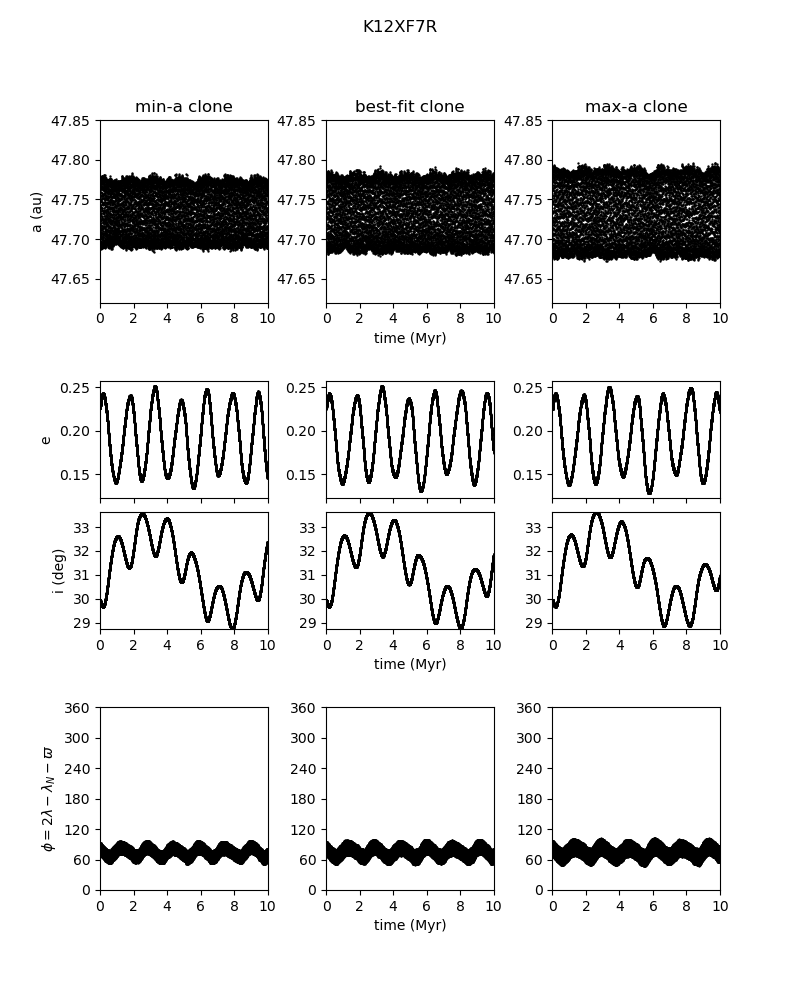 K12XF7R
min-a clone best-fit clone max-a clone
47.85 47.85 47.85
47.80 47.80 47.80
47.75 47.75 47.75
47.70 47.70 47.70
47.65 47.65 47.65
a (au)
0 2 4 6 8 10 0 2 4 6 8 10 0 2 4 6 8 10
time (Myr)
0.25 0.25 0.25
0.20 0.20 0.20
0.15 0.15 0.15
e
33 33 33
32 32 32
31 31 31
30 30 30
29 29 29
i (deg)
0 2 4 6 8 10 0 2 4 6 8 10 0 2 4 6 8 10
time (Myr)
360 360 360
300 300 300
240 240 240
180 180 180
120 120 120
60 60 60
0 0 0
ϕ = 2λ − λ_N − ϖ
0 2 4 6 8 10 0 2 4 6 8 10 0 2 4 6 8 10
time (Myr)